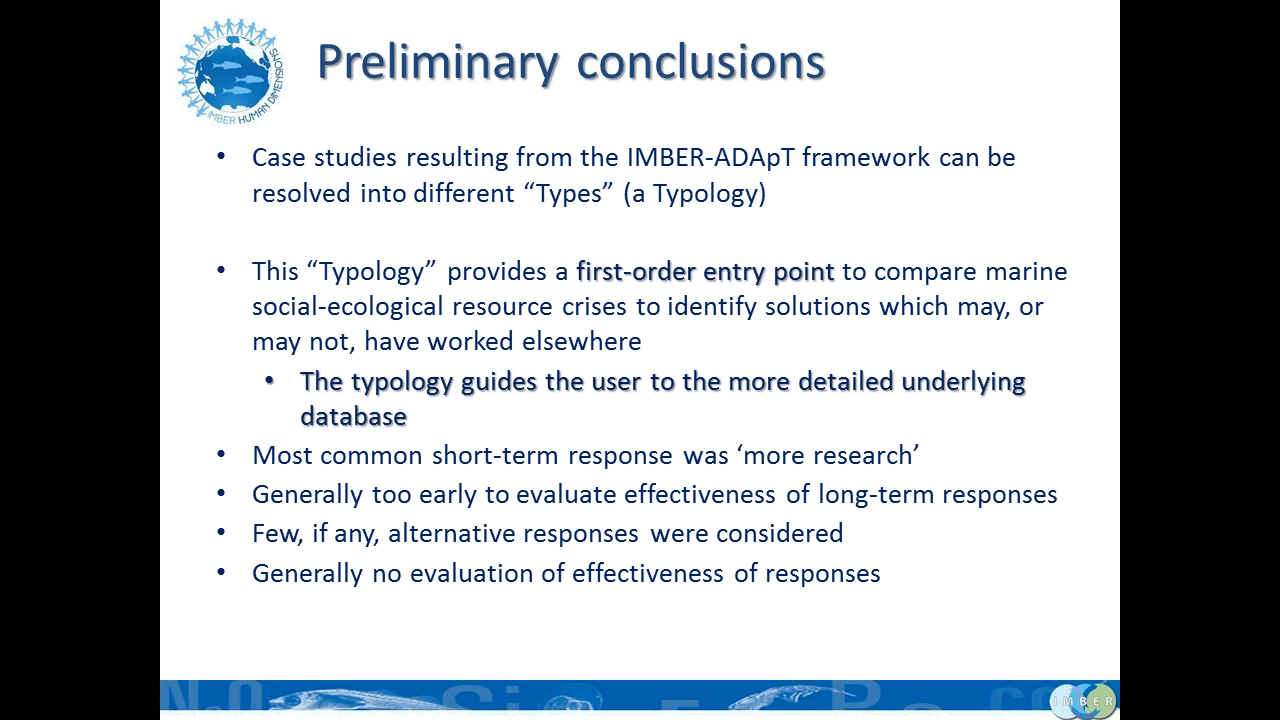 IMBER HUMAN DIMENSIONS
Preliminary conclusions
• Case studies resulting from the IMBER-ADApT framework can be
resolved into different “Types” (a Typology)
• This “Typology” provides a first-order entry point to compare marine
social-ecological resource crises to identify solutions which may, or
may not, have worked elsewhere
• The typology guides the user to the more detailed underlying
database
• Most common short-term response was ‘more research’
• Generally too early to evaluate effectiveness of long-term responses
• Few, if any, alternative responses were considered
• Generally no evaluation of effectiveness of responses
IMBER